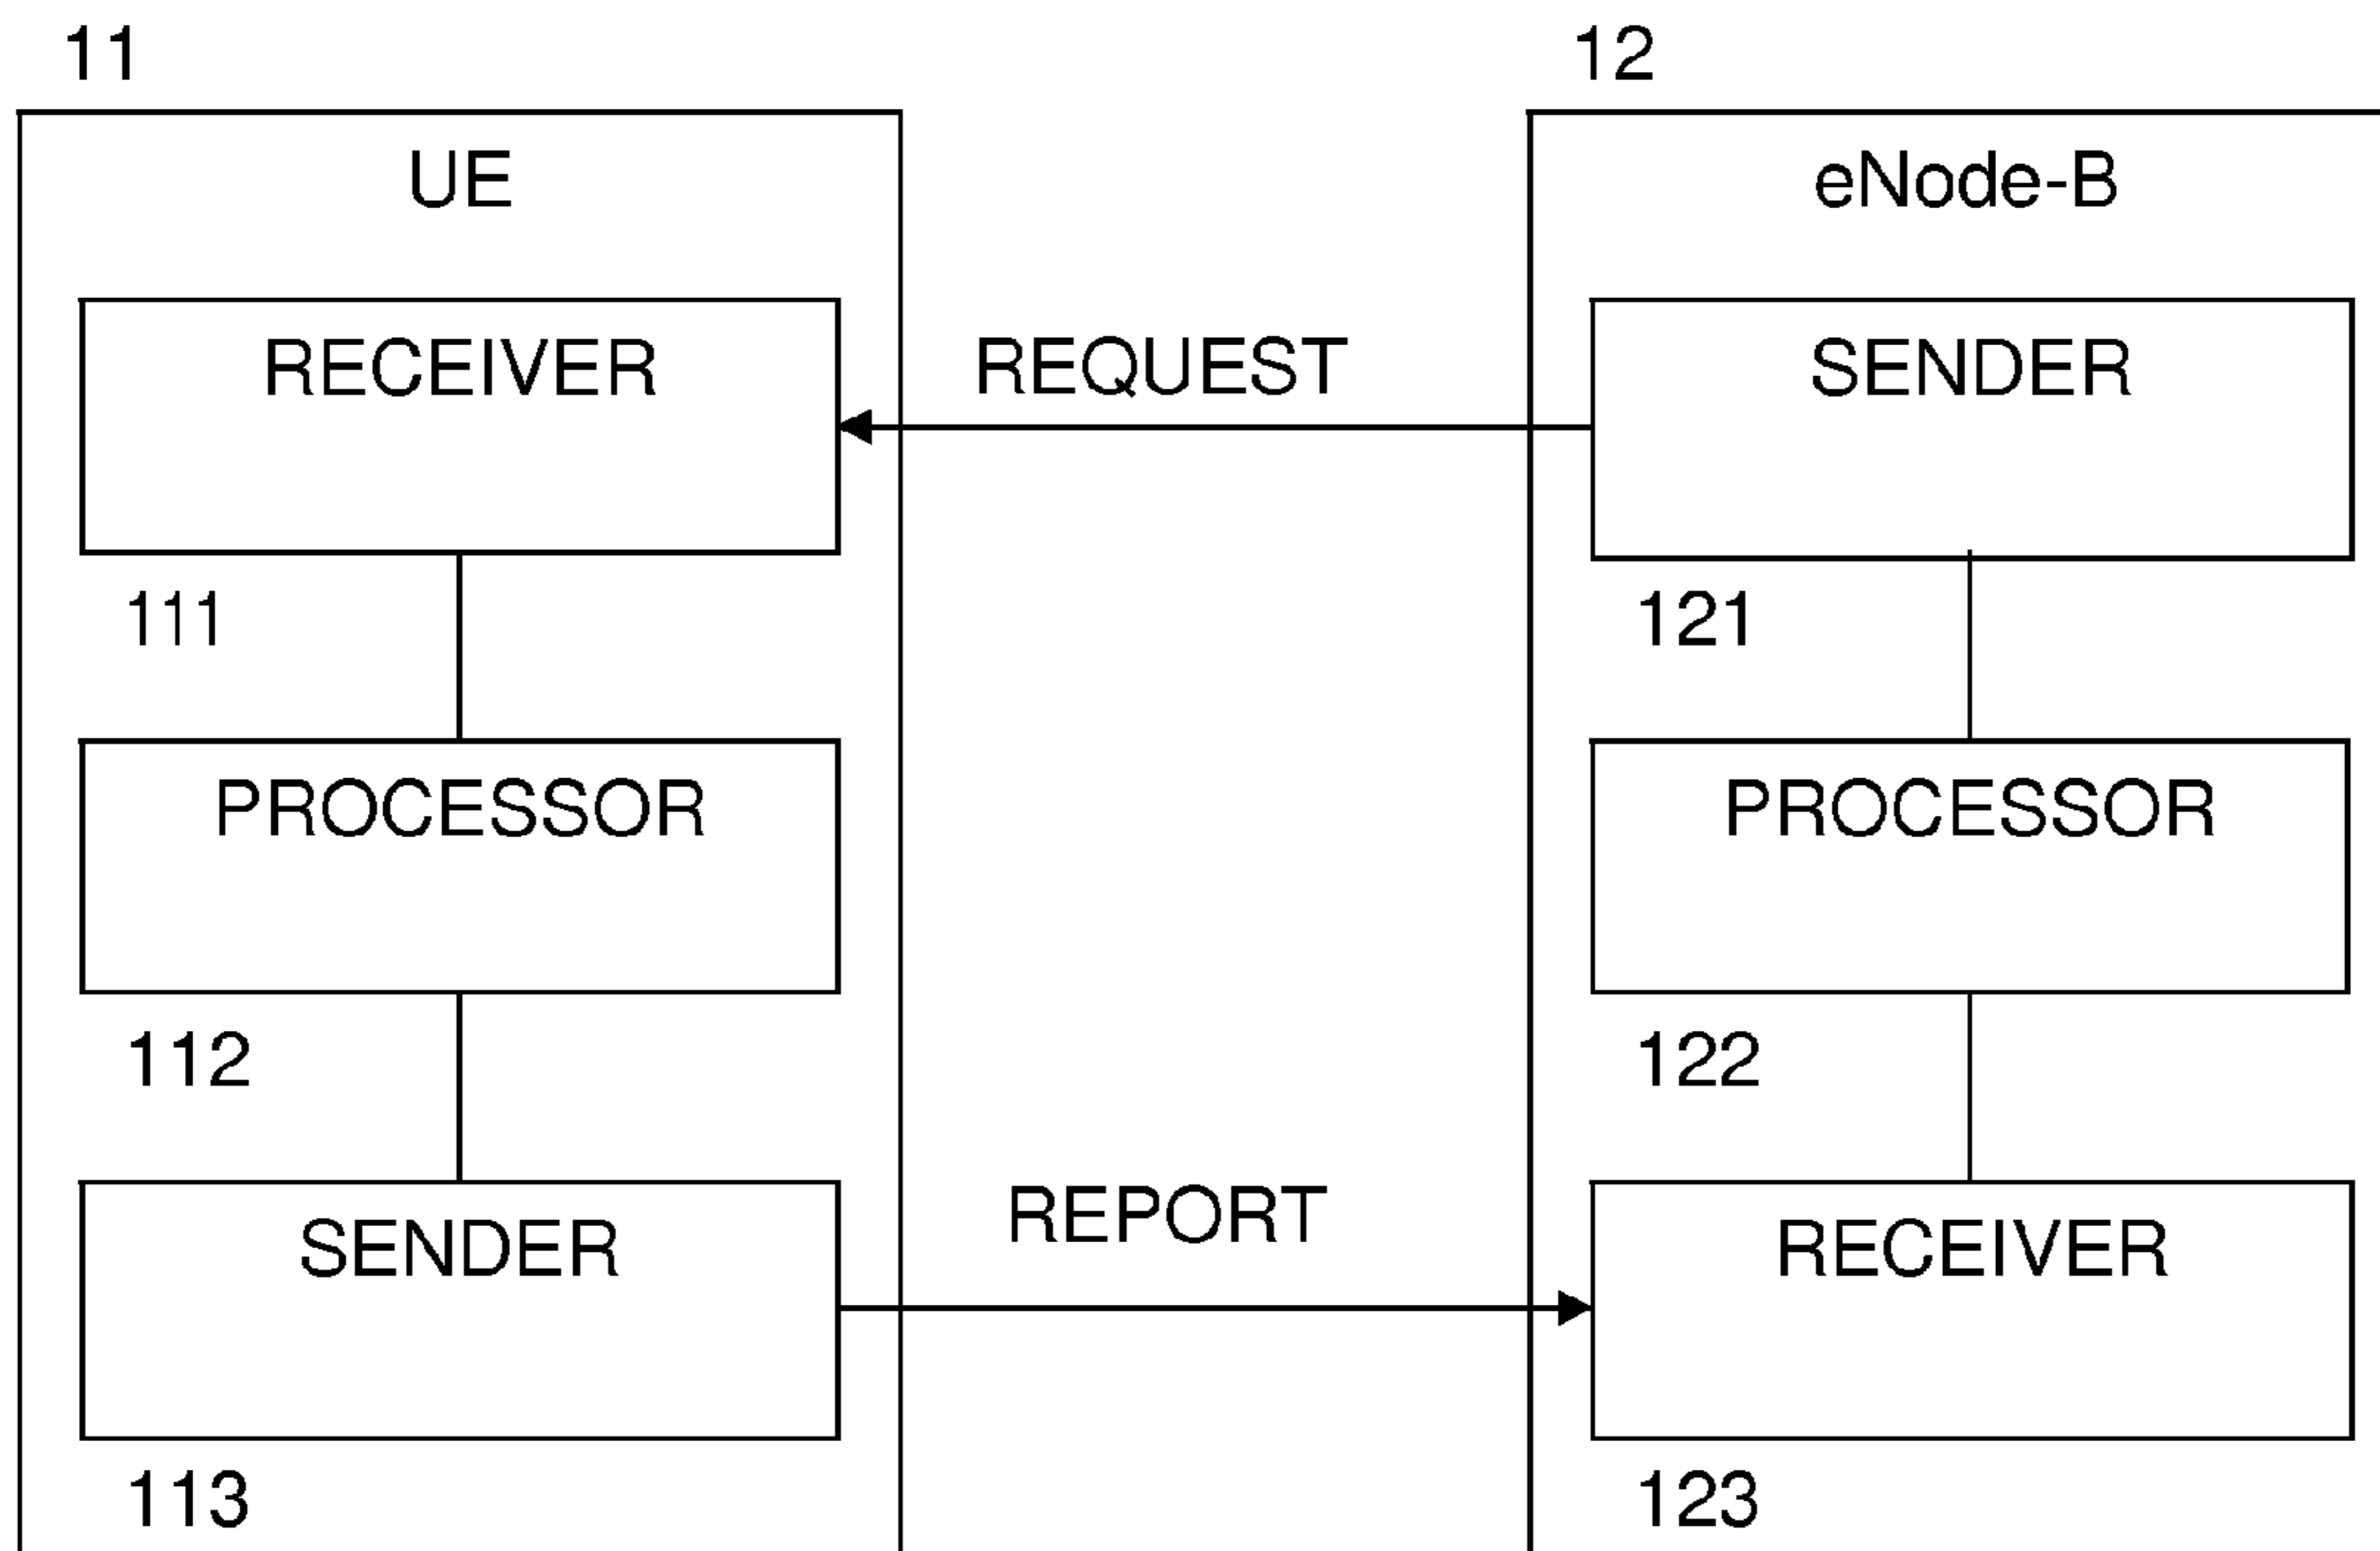 11
12
UE
eNode-B
RECEIVER
REQUEST
SENDER
111
121
PROCESSOR
PROCESSOR
112
122
SENDER
REPORT
RECEIVER
113
123